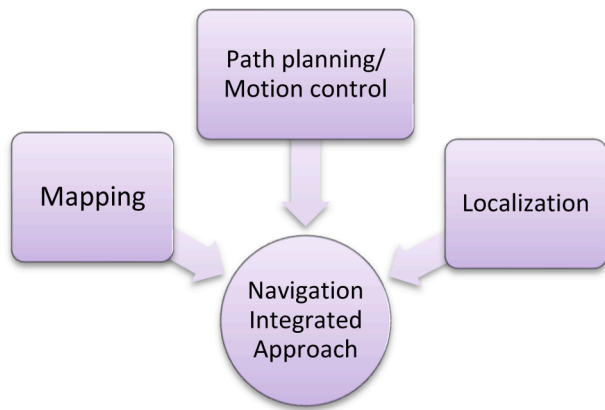 Path planning/
Motion control
Mapping
Localization
Navigation
Integrated
Approach